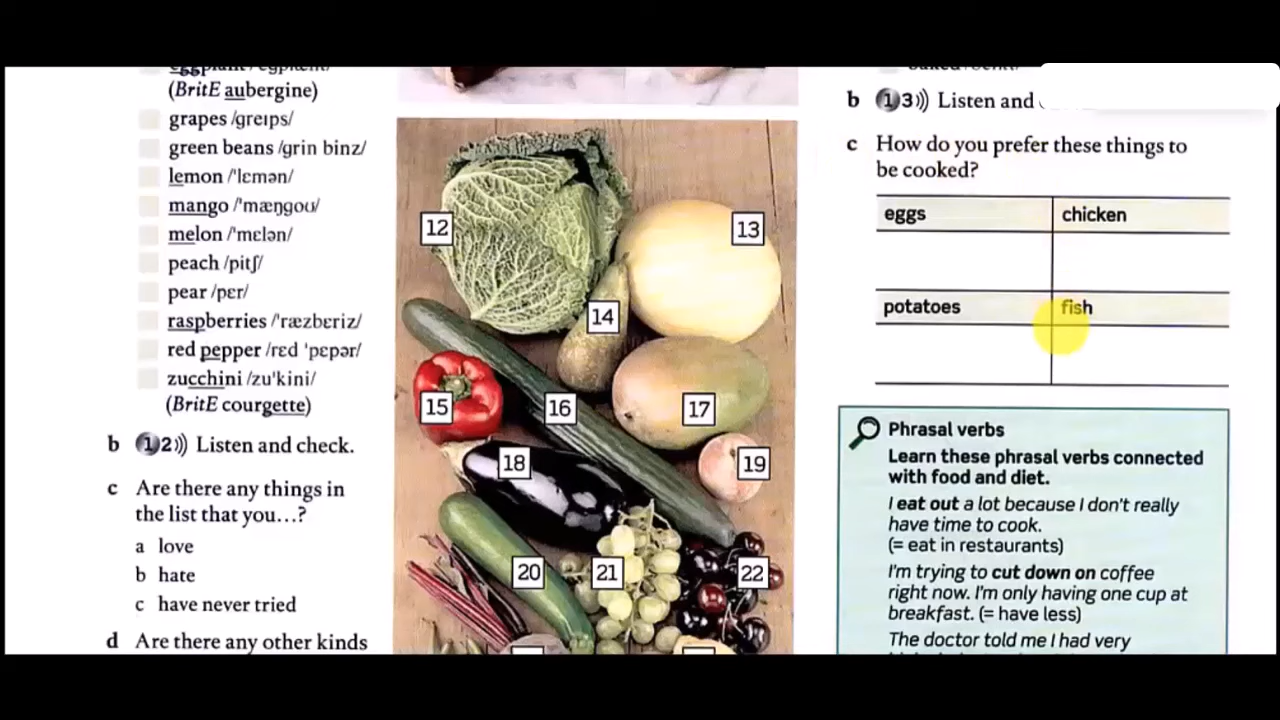 (BritE aubergine)
grapes /greɪps/
green beans /grin binz/
lemon /ˈlɛmən/
mango /ˈmæŋgoʊ/
melon /ˈmɛlən/
peach /pitʃ/
pear /pɛr/
raspberries /ˈræzbɛriz/
red pepper /rɛd ˈpɛpər/
zucchini /zuˈkini/
(BritE courgette)
b 1 2 Listen and check.
c Are there any things in
the list that you...?
a love
b hate
c have never tried
d Are there any other kinds
12
13
14
15
16
17
18
19
20
21
22
b 1 3 Listen and
c How do you prefer these things to
be cooked?
eggs chicken
potatoes fish
Phrasal verbs
Learn these phrasal verbs connected
with food and diet.
I eat out a lot because I don't really
have time to cook.
(= eat in restaurants)
I'm trying to cut down on coffee
right now. I'm only having one cup at
breakfast. (= have less)
The doctor told me I had very